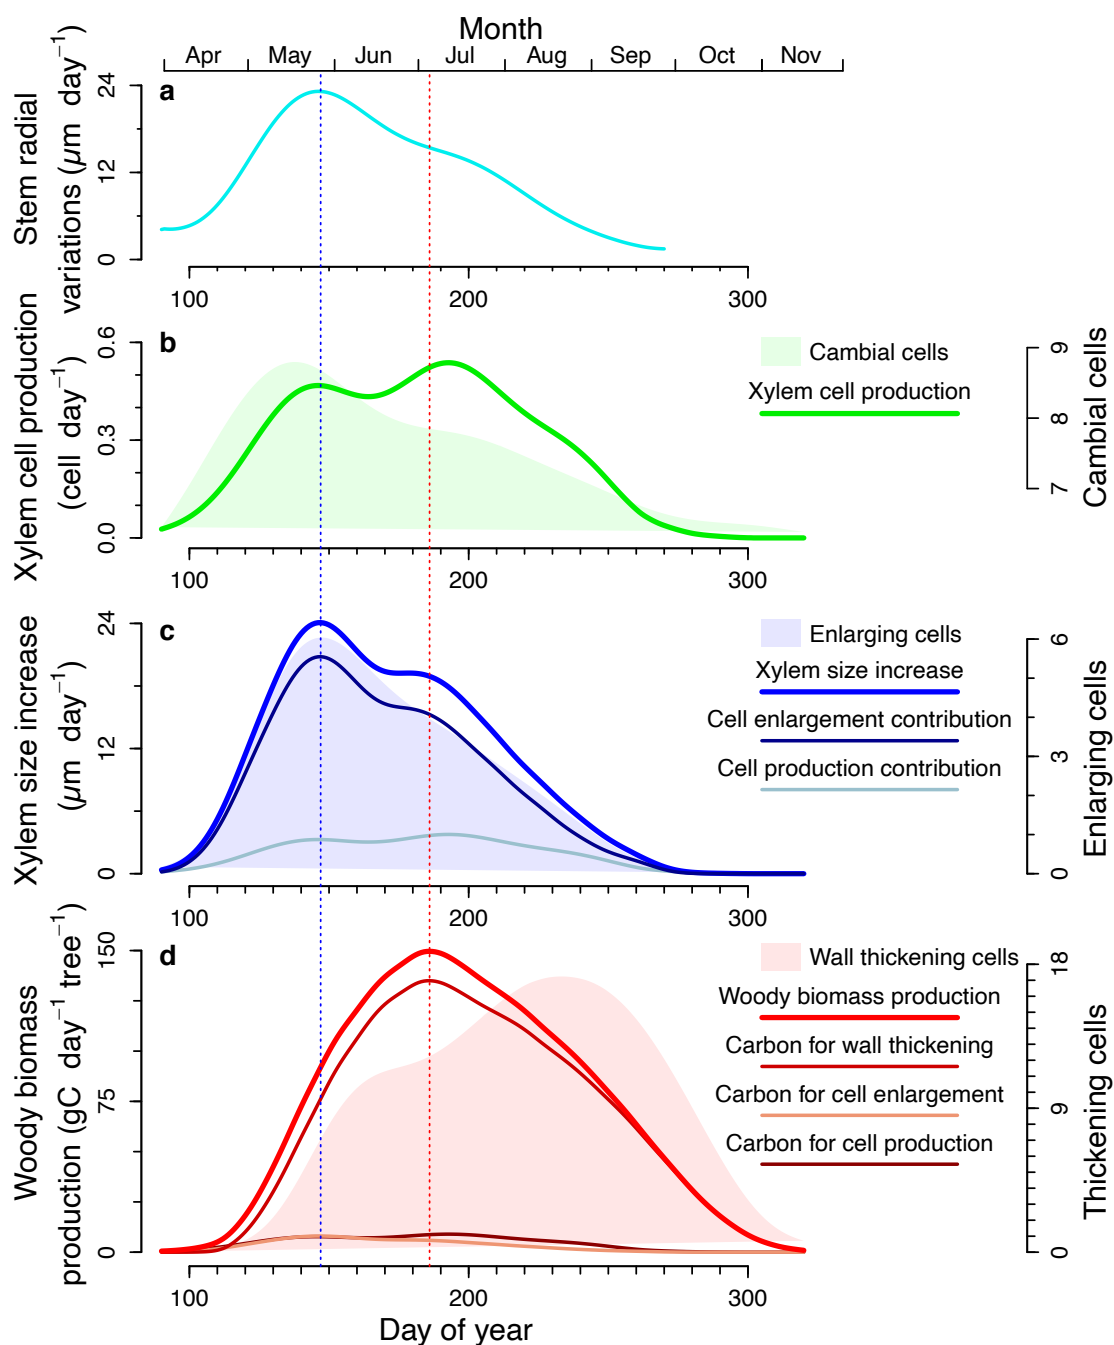 Month
Apr May Jun Jul Aug Sep Oct Nov
a
Stem radial
variations (µm day−1)
0 12 24
100 200 300
b
Xylem cell production
(cell day−1)
0.0 0.3 0.6
Cambial cells
Xylem cell production
7 8 9
Cambial cells
100 200 300
c
Xylem size increase
(µm day−1)
0 12 24
Enlarging cells
Xylem size increase
Cell enlargement contribution
Cell production contribution
0 3 6
Enlarging cells
100 200 300
d
Woody biomass
production (gC day−1 tree−1)
0 75 150
Wall thickening cells
Woody biomass production
Carbon for wall thickening
Carbon for cell enlargement
Carbon for cell production
0 9 18
Thickening cells
100 200 300
Day of year